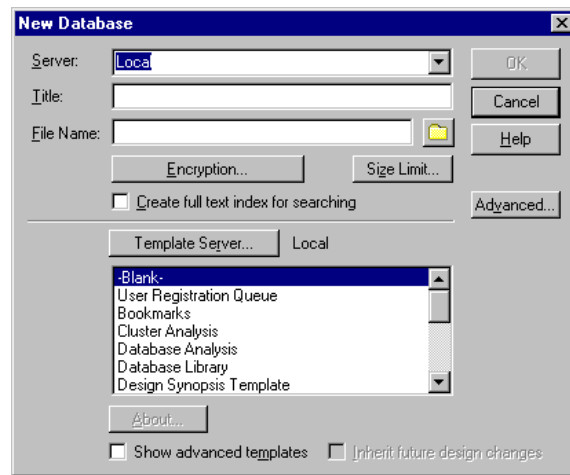 New Database
Server: Local OK
Title: Cancel
File Name: Help
Encryption... Size Limit...
Create full text index for searching Advanced...
Template Server... Local
-Blank-
User Registration Queue
Bookmarks
Cluster Analysis
Database Analysis
Database Library
Design Synopsis Template
About...
Show advanced templates Inherit future design changes